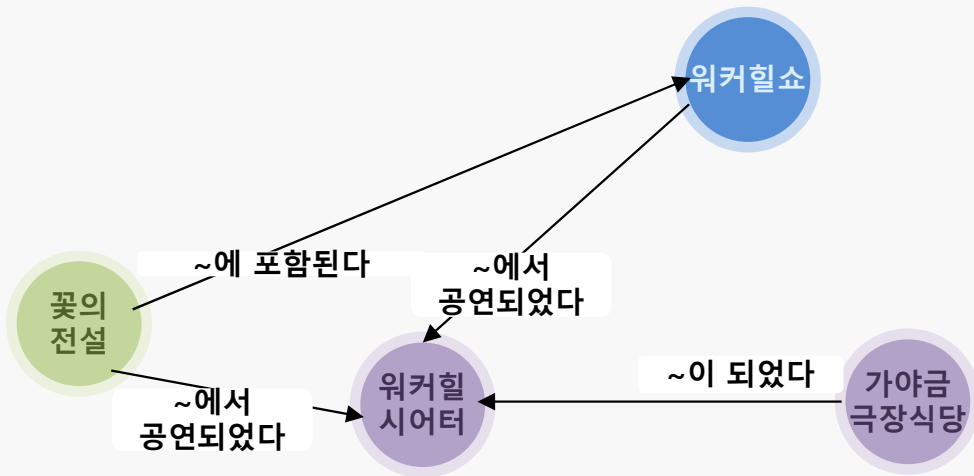 워커힐쇼
~에 포함된다
~에서
공연되었다
꽃의
전설
~이 되었다
워커힐
시어터
가야금
극장식당
~에서
공연되었다